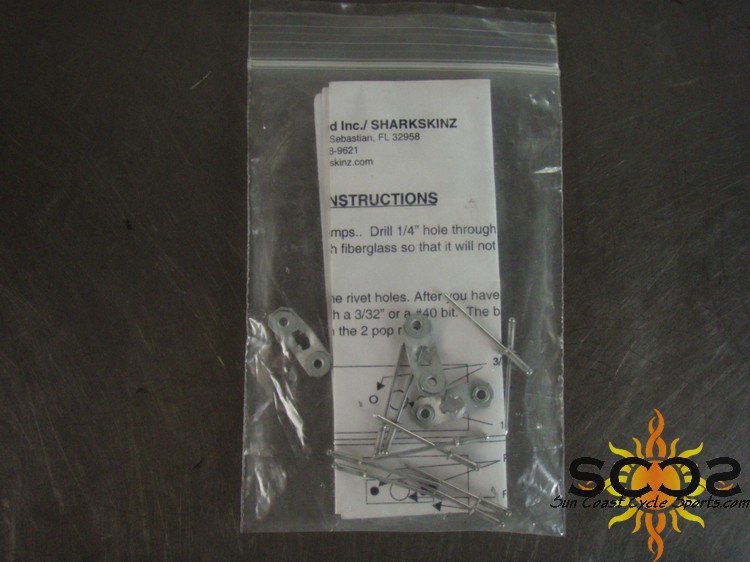 d Inc./ SHARKSKINZ
Sebastian, FL 32958
-9621
skinz.com
NSTRUCTIONS
mps.. Drill 1/4" hole through
h fiberglass so that it will not
he rivet holes. After you have
h a 3/32" or a #40 bit. The b
the 2 pop r
3/
SCCS
Sun Coast Cycle Sports.com